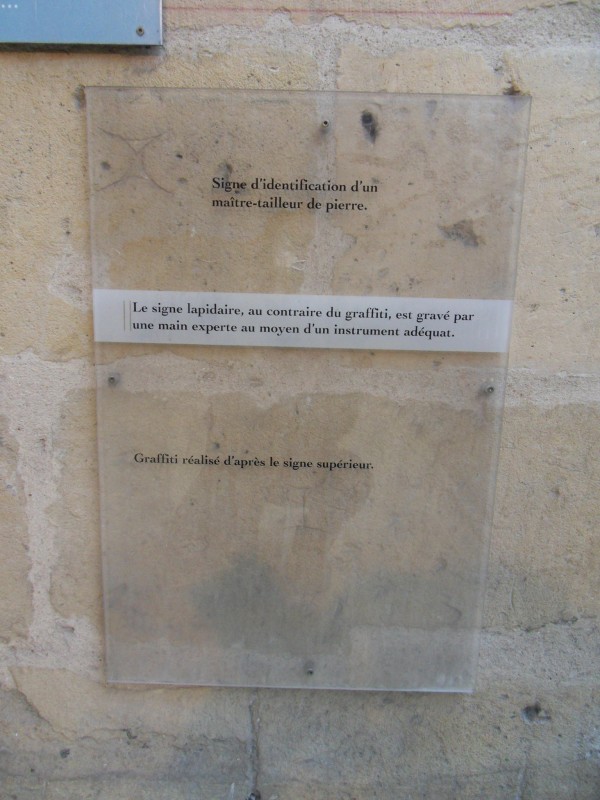 Signe d'identification d'un
maître-tailleur de pierre.
Le signe lapidaire, au contraire du graffiti, est gravé par
une main experte au moyen d'un instrument adéquat.
Graffiti réalisé d'après le signe supérieur.